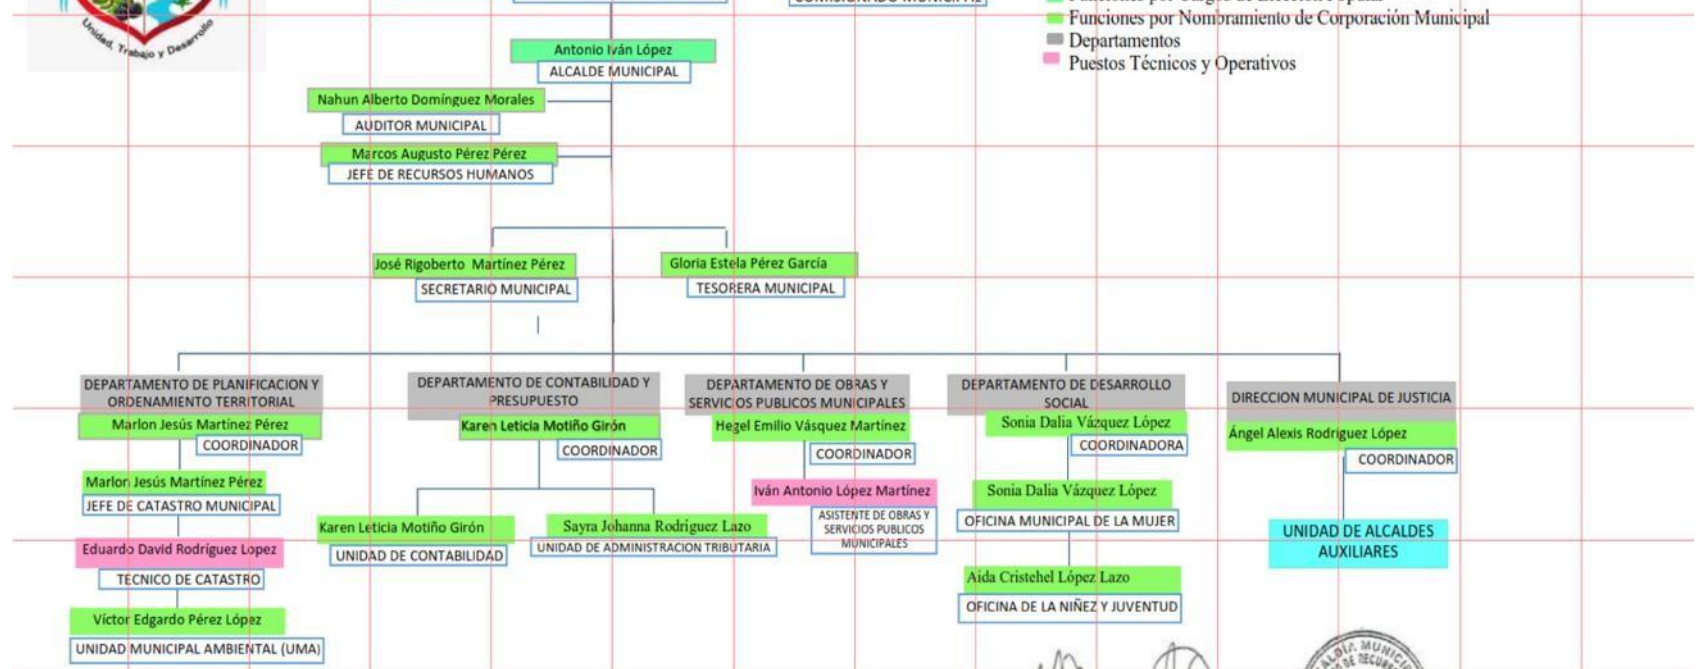 COMISIONADO MUNICIPAL
Funciones por Nombramiento de Corporación Municipal
Departamentos
Puestos Técnicos y Operativos
Unidad, Trabajo y Desarrollo
Antonio Iván López
ALCALDE MUNICIPAL
Nahun Alberto Domínguez Morales
AUDITOR MUNICIPAL
Marcos Augusto Pérez Pérez
JEFE DE RECURSOS HUMANOS
José Rigoberto Martínez Pérez
SECRETARIO MUNICIPAL
Gloria Estela Pérez García
TESORERA MUNICIPAL
DEPARTAMENTO DE PLANIFICACION Y
ORDENAMIENTO TERRITORIAL
Marlon Jesús Martínez Pérez
COORDINADOR
Marlon Jesús Martínez Pérez
JEFE DE CATASTRO MUNICIPAL
Eduardo David Rodríguez Lopez
TECNICO DE CATASTRO
Víctor Edgardo Pérez López
UNIDAD MUNICIPAL AMBIENTAL (UMA)
DEPARTAMENTO DE CONTABILIDAD Y
PRESUPUESTO
Karen Leticia Motiño Girón
COORDINADOR
Karen Leticia Motiño Girón
UNIDAD DE CONTABILIDAD
Sayra Johanna Rodríguez Lazo
UNIDAD DE ADMINISTRACION TRIBUTARIA
DEPARTAMENTO DE OBRAS Y
SERVICIOS PUBLICOS MUNICIPALES
Hegel Emilio Vásquez Martínez
COORDINADOR
Iván Antonio López Martínez
ASISTENTE DE OBRAS Y
SERVICIOS PUBLICOS
MUNICIPALES
DEPARTAMENTO DE DESARROLLO
SOCIAL
Sonia Dalia Vázquez López
COORDINADORA
Sonia Dalia Vázquez López
OFICINA MUNICIPAL DE LA MUJER
Aida Cristehel López Lazo
OFICINA DE LA NIÑEZ Y JUVENTUD
DIRECCION MUNICIPAL DE JUSTICIA
Ángel Alexis Rodríguez López
COORDINADOR
UNIDAD DE ALCALDES
AUXILIARES